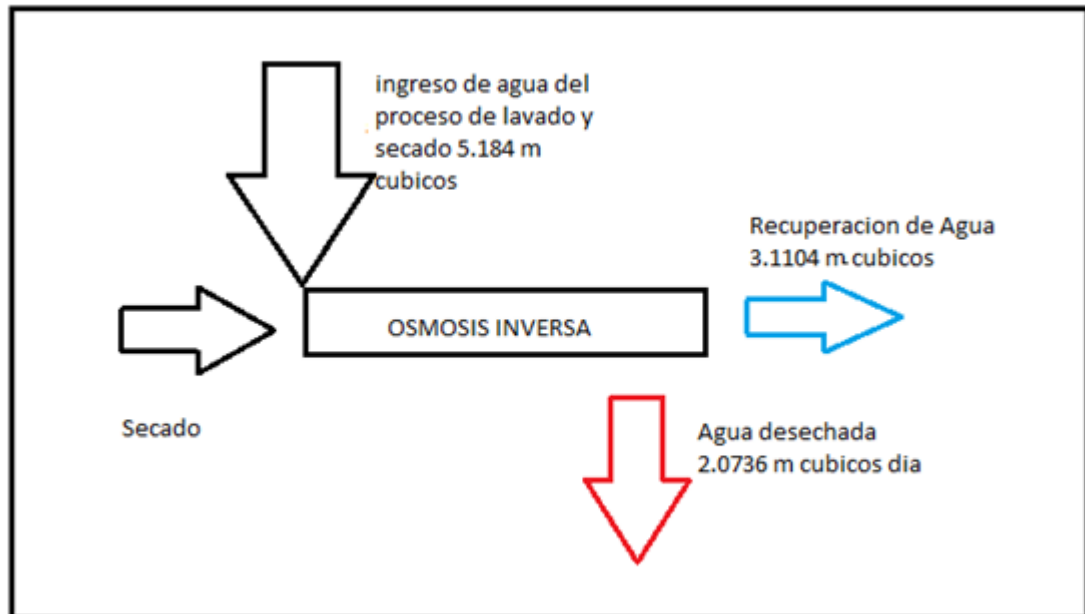 ingreso de agua del
proceso de lavado y
secado 5.184 m
cubicos
Recuperacion de Agua
3.1104 m cubicos
OSMOSIS INVERSA
Secado
Agua desechada
2.0736 m cubicos dia